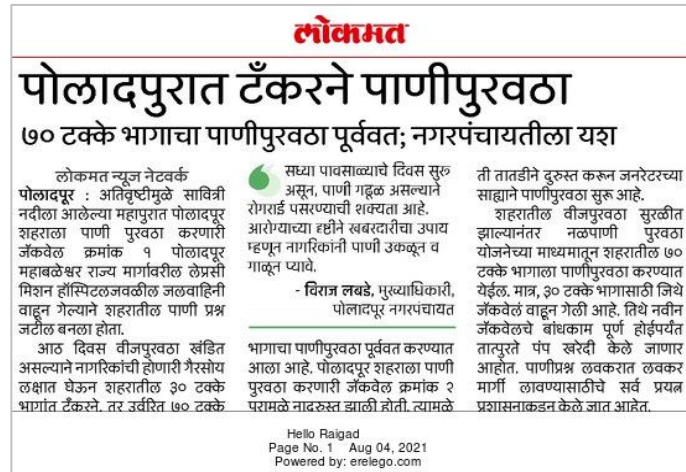 लोकमत
पोलादपुरात टँकरने पाणीपुरवठा
७० टक्के भागाचा पाणीपुरवठा पूर्ववत; नगरपंचायतीला यश
लोकमत न्यूज नेटवर्क
पोलादपूर : अतिवृष्टीमुळे सावित्री
नदीला आलेल्या महापुरात पोलादपूर
शहराला पाणी पुरवठा करणारी
जॅकवेल क्रमांक १ पोलादपूर
महाबळेश्वर राज्य मार्गावरील लेप्रसी
मिशन हॉस्पिटलजवळील जलवाहिनी
वाहून गेल्याने शहरातील पाणी प्रश्न
जटील बनला होता.
आठ दिवस वीजपुरवठा खंडित
असल्याने नागरिकांची होणारी गैरसोय
लक्षात घेऊन शहरातील ३० टक्के
भागांत टँकरने, तर उर्वरित ७० टक्के
सध्या पावसाळ्याचे दिवस सुरू
असून, पाणी गढूळ असल्याने
रोगराई पसरण्याची शक्यता आहे.
आरोग्याच्या दृष्टीने खबरदारीचा उपाय
म्हणून नागरिकांनी पाणी उकळून व
गाळून प्यावे.
- विराज लबडे, मुख्याधिकारी,
पोलादपूर नगरपंचायत
भागाचा पाणीपुरवठा पूर्ववत करण्यात
आला आहे. पोलादपूर शहराला पाणी
पुरवठा करणारी जॅकवेल क्रमांक २
पुरामुळे नादुरुस्त झाली होती. त्यामुळे
ती तातडीने दुरुस्त करून जनरेटरच्या
साह्याने पाणीपुरवठा सुरू आहे.
शहरातील वीजपुरवठा सुरळीत
झाल्यानंतर नळपाणी पुरवठा
योजनेच्या माध्यमातून शहरातील ७०
टक्के भागाला पाणीपुरवठा करण्यात
येईल. मात्र, ३० टक्के भागासाठी जिथे
जॅकवेलं वाहून गेली आहे. तिथे नवीन
जॅकवेलचे बांधकाम पूर्ण होईपर्यंत
तात्पुरते पंप खरेदी केले जाणार
आहोत. पाणीप्रश्न लवकरात लवकर
मार्गी लावण्यासाठीचे सर्व प्रयत्न
प्रशासनाकडून केले जात आहेत.
Hello Raigad
Page No. 1 Aug 04, 2021
Powered by: erelego.com